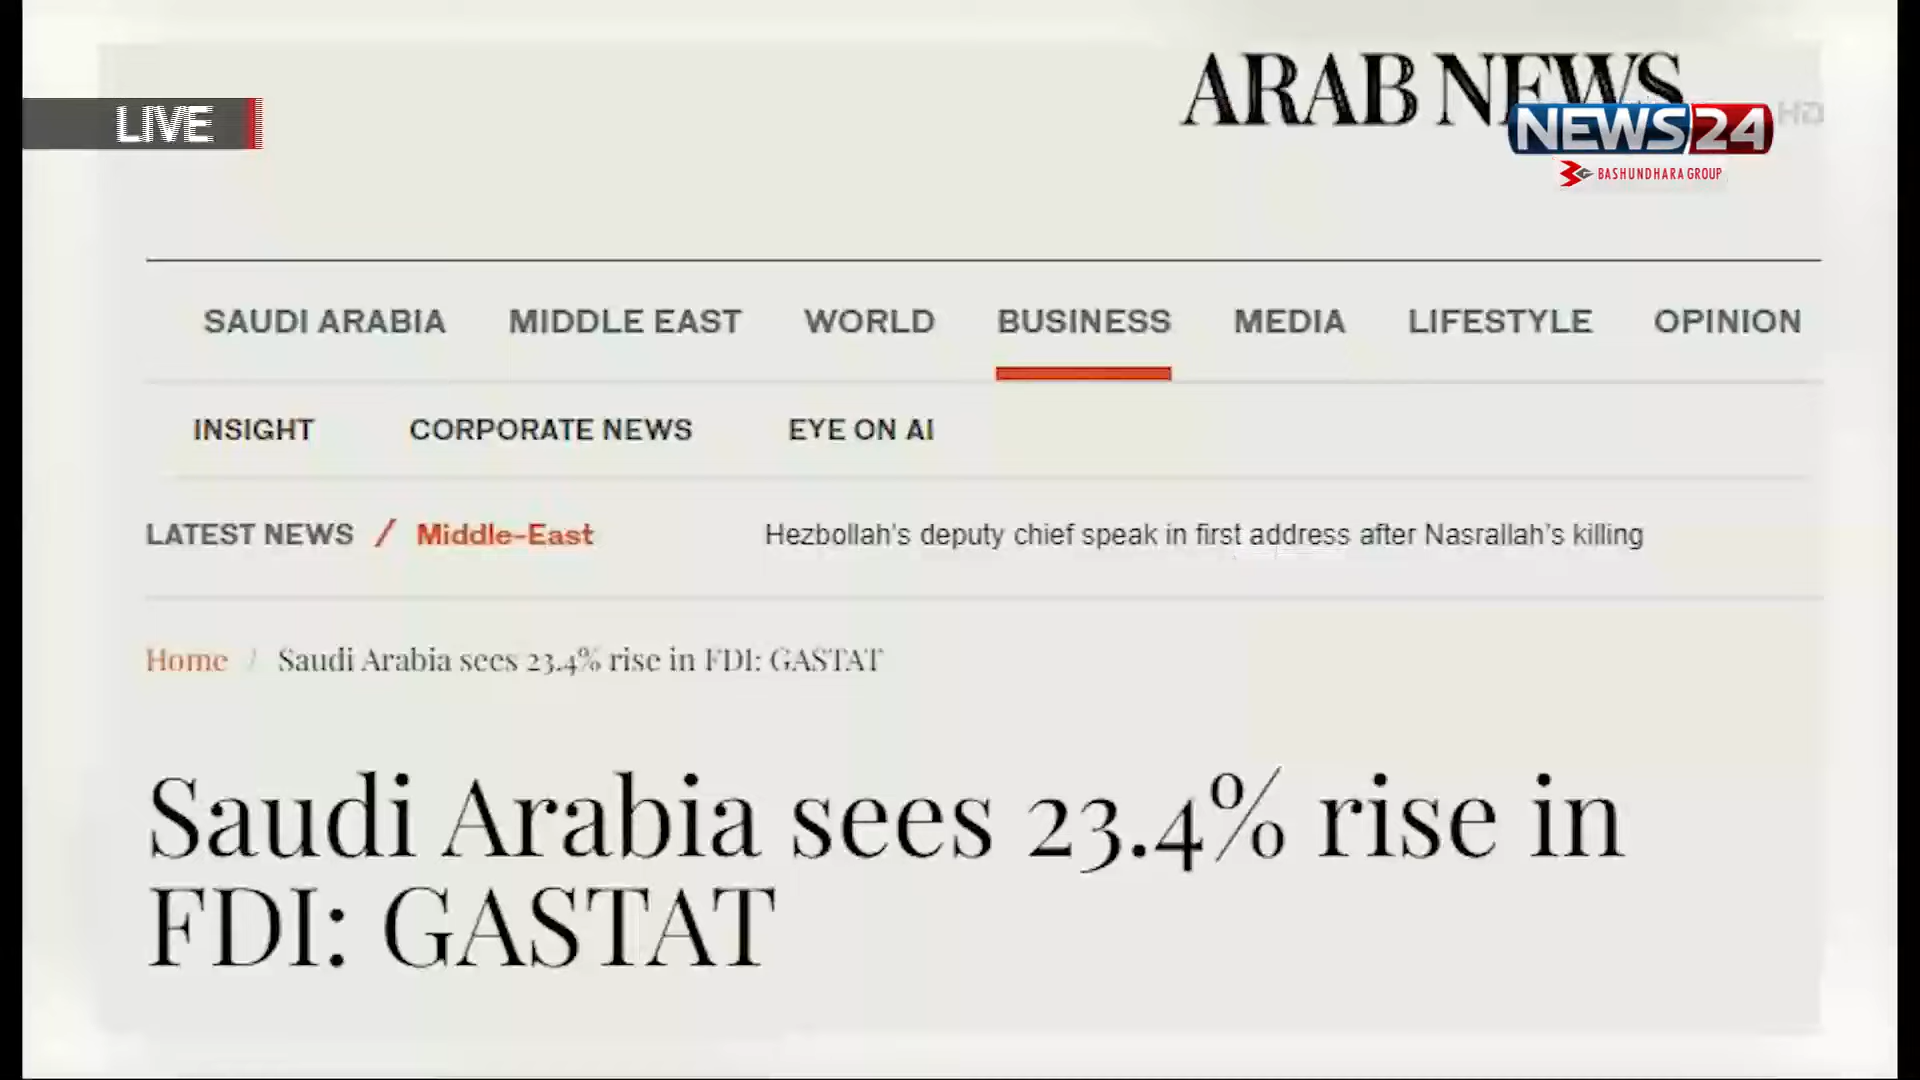 ARAB NEWS
LIVE
NEWS24 HD
BASHUNDHARA GROUP
SAUDI ARABIA MIDDLE EAST WORLD BUSINESS MEDIA LIFESTYLE OPINION
INSIGHT CORPORATE NEWS EYE ON AI
LATEST NEWS / Middle-East Hezbollah's deputy chief speak in first address after Nasrallah's killing
Home / Saudi Arabia sees 23.4% rise in FDI: GASTAT
Saudi Arabia sees 23.4% rise in
FDI: GASTAT